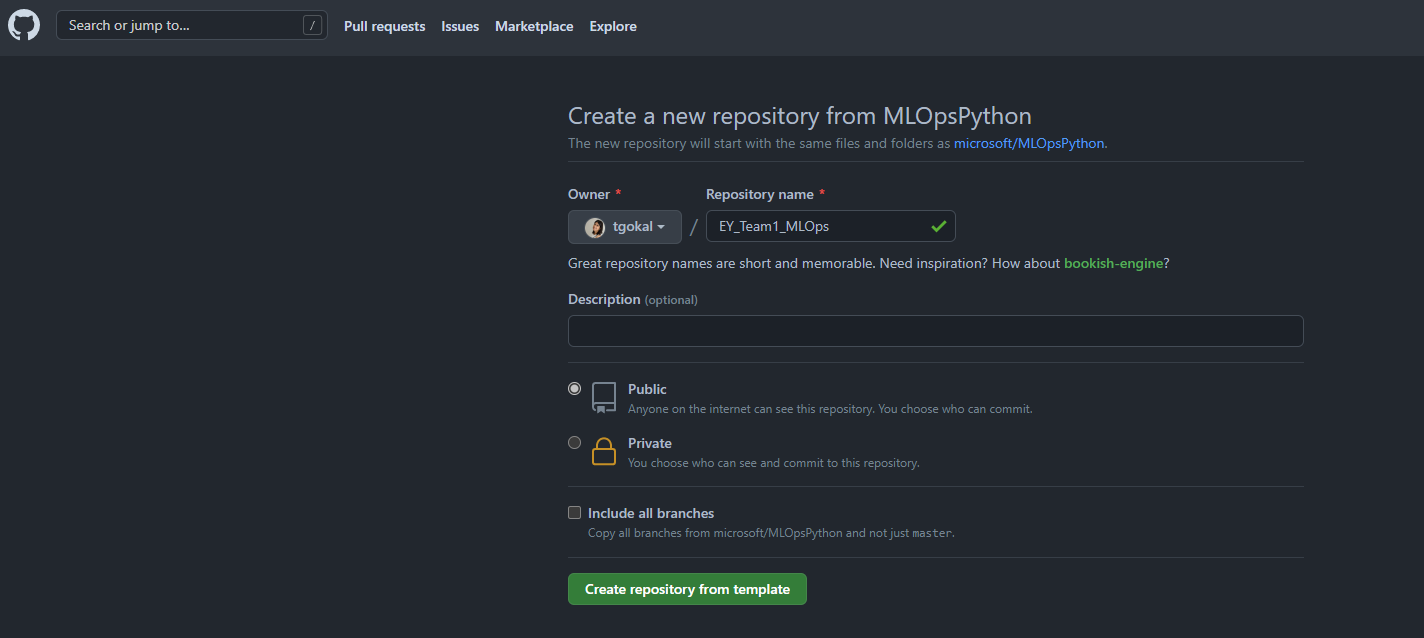 Search or jump to... /
Pull requests Issues Marketplace Explore
Create a new repository from MLOpsPython
The new repository will start with the same files and folders as microsoft/MLOpsPython.
Owner * Repository name *
tgokal / EY_Team1_MLOps
Great repository names are short and memorable. Need inspiration? How about bookish-engine?
Description (optional)
Public
Anyone on the internet can see this repository. You choose who can commit.
Private
You choose who can see and commit to this repository.
Include all branches
Copy all branches from microsoft/MLOpsPython and not just master.
Create repository from template